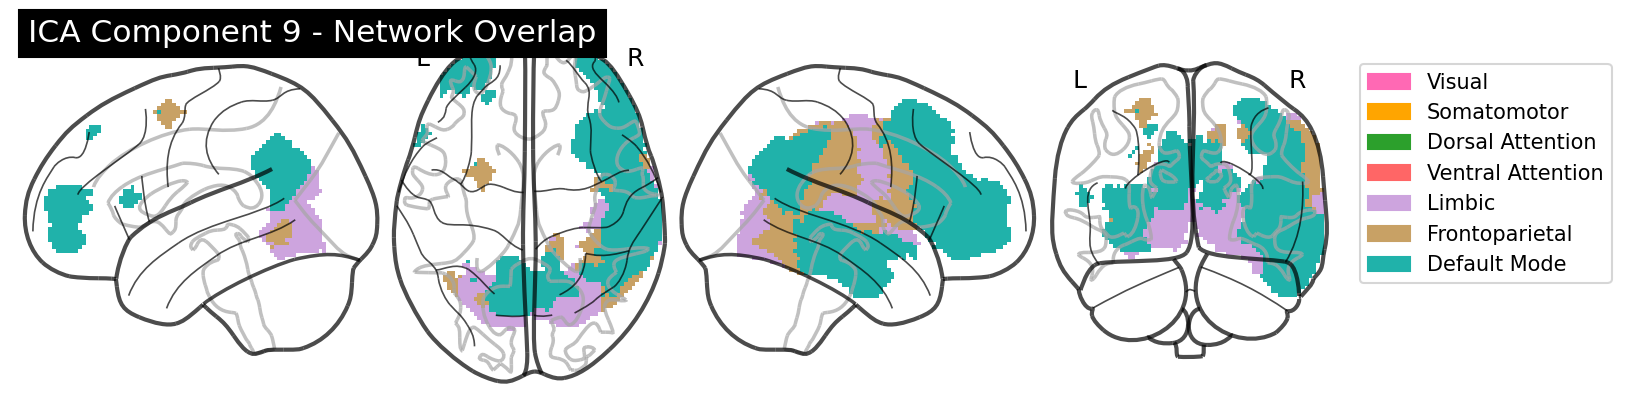 ICA Component 9 - Network Overlap
L R
L R
Visual
Somatomotor
Dorsal Attention
Ventral Attention
Limbic
Frontoparietal
Default Mode